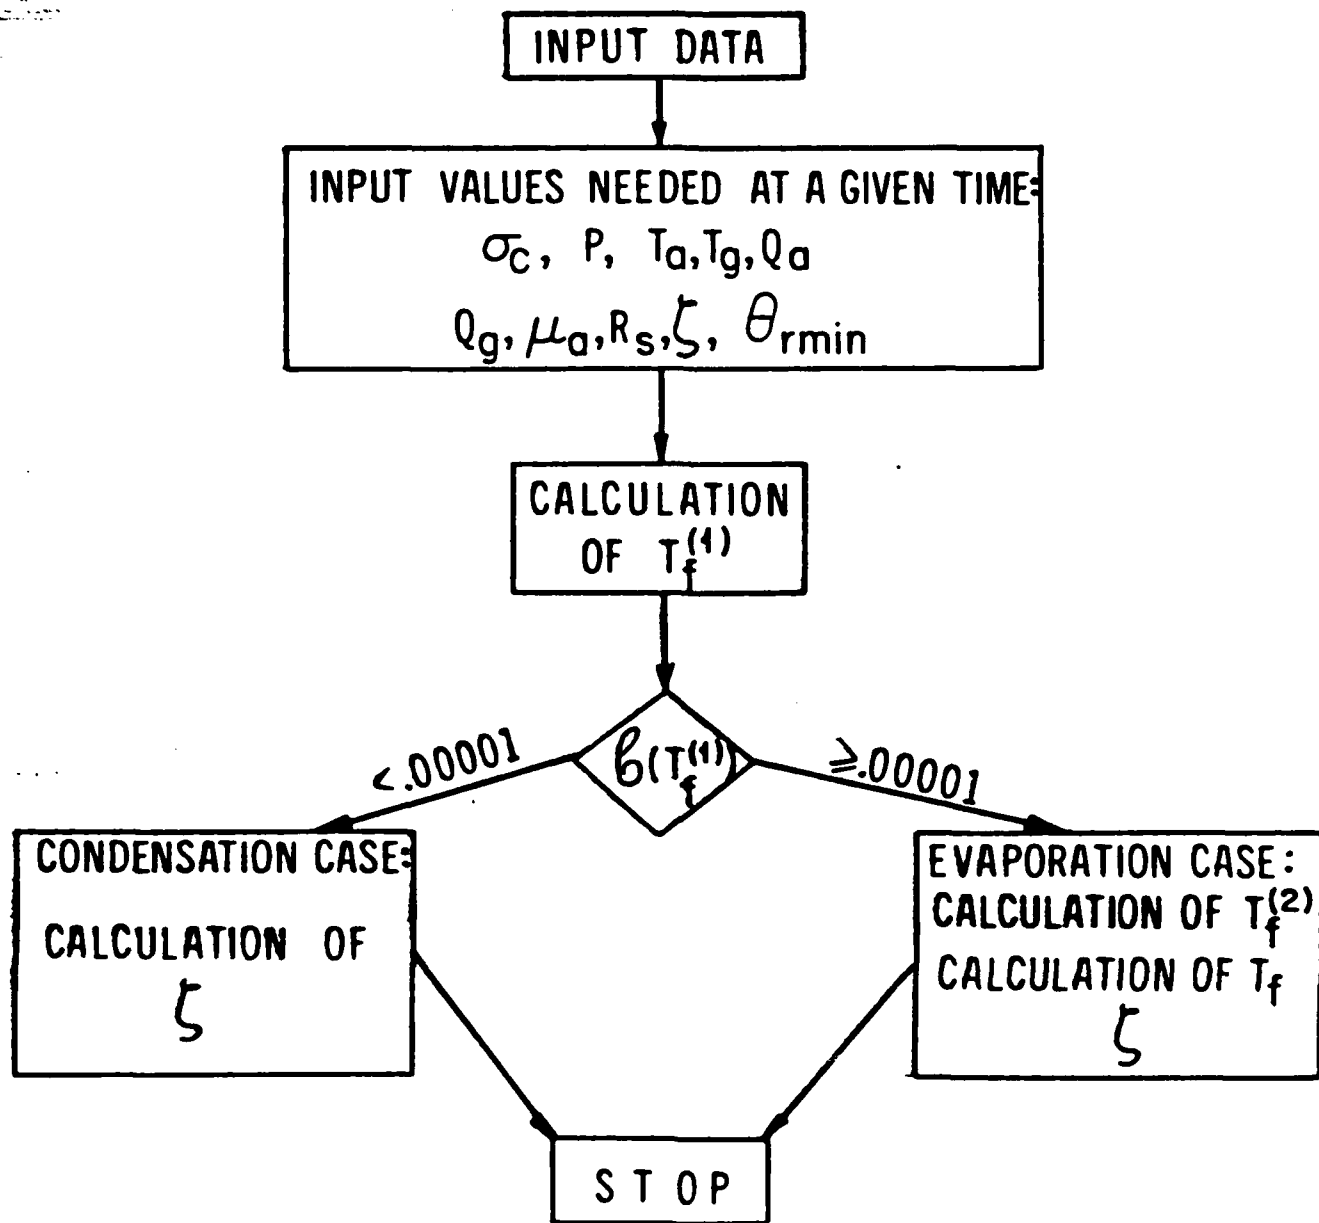 INPUT DATA
INPUT VALUES NEEDED AT A GIVEN TIME:
σc, P, Ta, Tg, Qa
Qg, μa, Rs, ζ, θrmin
CALCULATION
OF Tf(1)
<.00001
б(Tf(1))
≥.00001
CONDENSATION CASE:
CALCULATION OF
ζ
EVAPORATION CASE:
CALCULATION OF Tf(2)
CALCULATION OF Tf
ζ
STOP